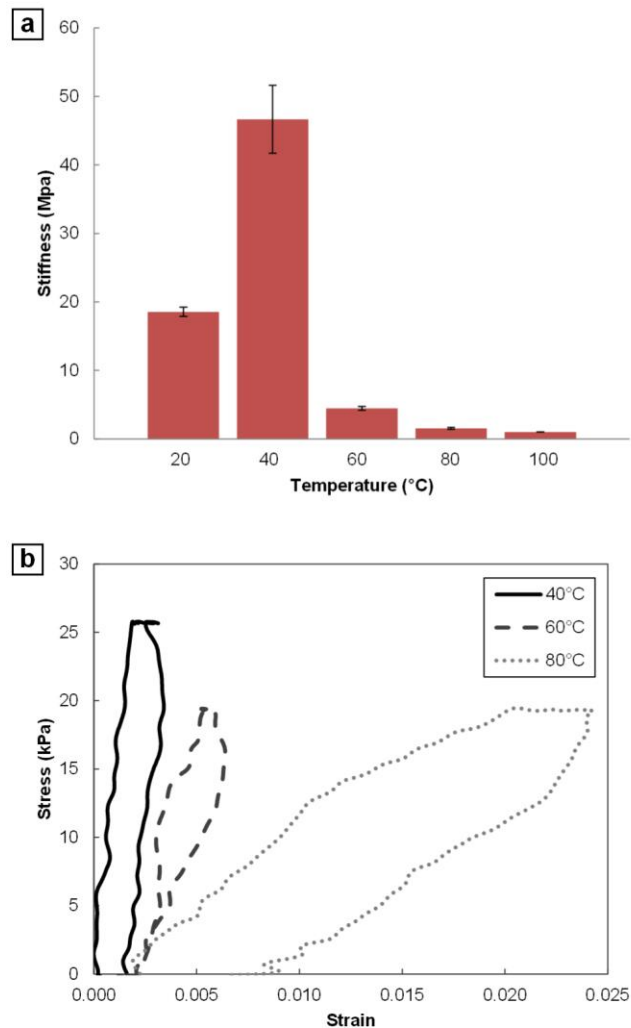 a
60
50
40
30
20
10
0
Stiffness (Mpa)
20 40 60 80 100
Temperature (°C)
b
30
25
20
15
10
5
0
Stress (kPa)
40°C
60°C
80°C
0.000 0.005 0.010 0.015 0.020 0.025
Strain